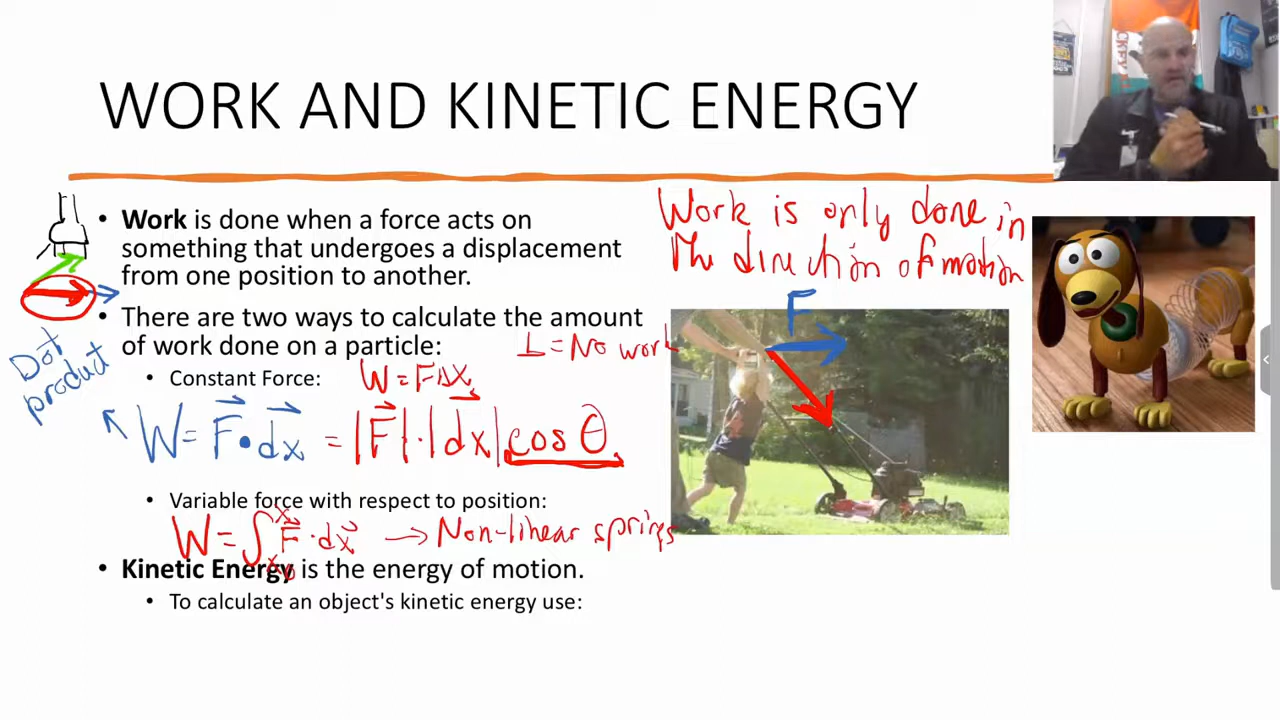 WORK AND KINETIC ENERGY
• Work is done when a force acts on
something that undergoes a displacement
from one position to another.
• There are two ways to calculate the amount
of work done on a particle:
⊥ = No work
• Constant Force: W = FΔx
Dot
product
W = F⃗ • d⃗x = |F⃗| · |d⃗x| cos θ
• Variable force with respect to position:
W = ∫ F⃗ · dx⃗ → Non-linear springs
• Kinetic Energy is the energy of motion.
• To calculate an object's kinetic energy use:
Work is only done in
the direction of motion
F